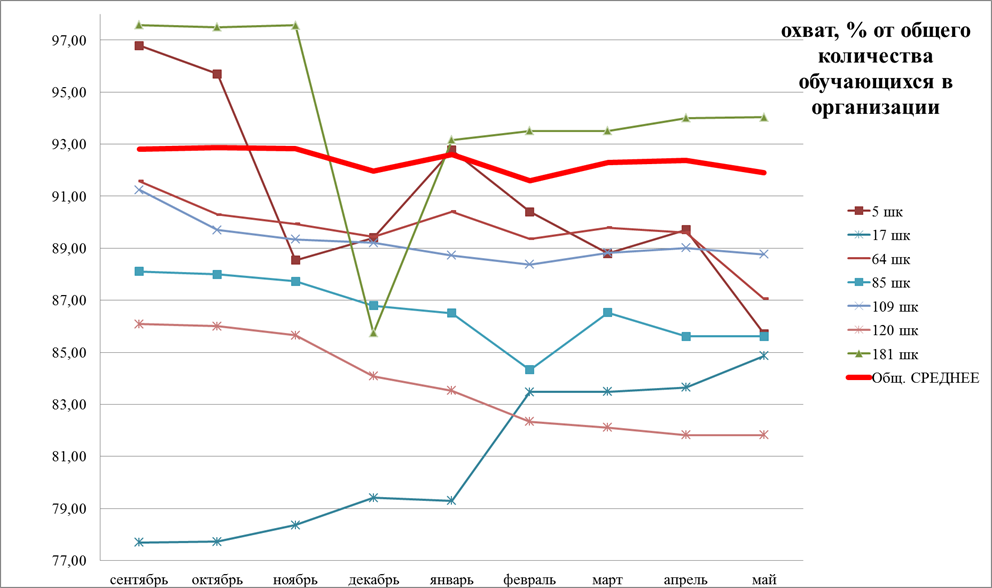 охват, % от общего
количества
обучающихся в
организации
97,00
95,00
93,00
91,00
89,00
87,00
85,00
83,00
81,00
79,00
77,00
сентябрь октябрь ноябрь декабрь январь февраль март апрель май
5 шк
17 шк
64 шк
85 шк
109 шк
120 шк
181 шк
Общ. СРЕДНЕЕ